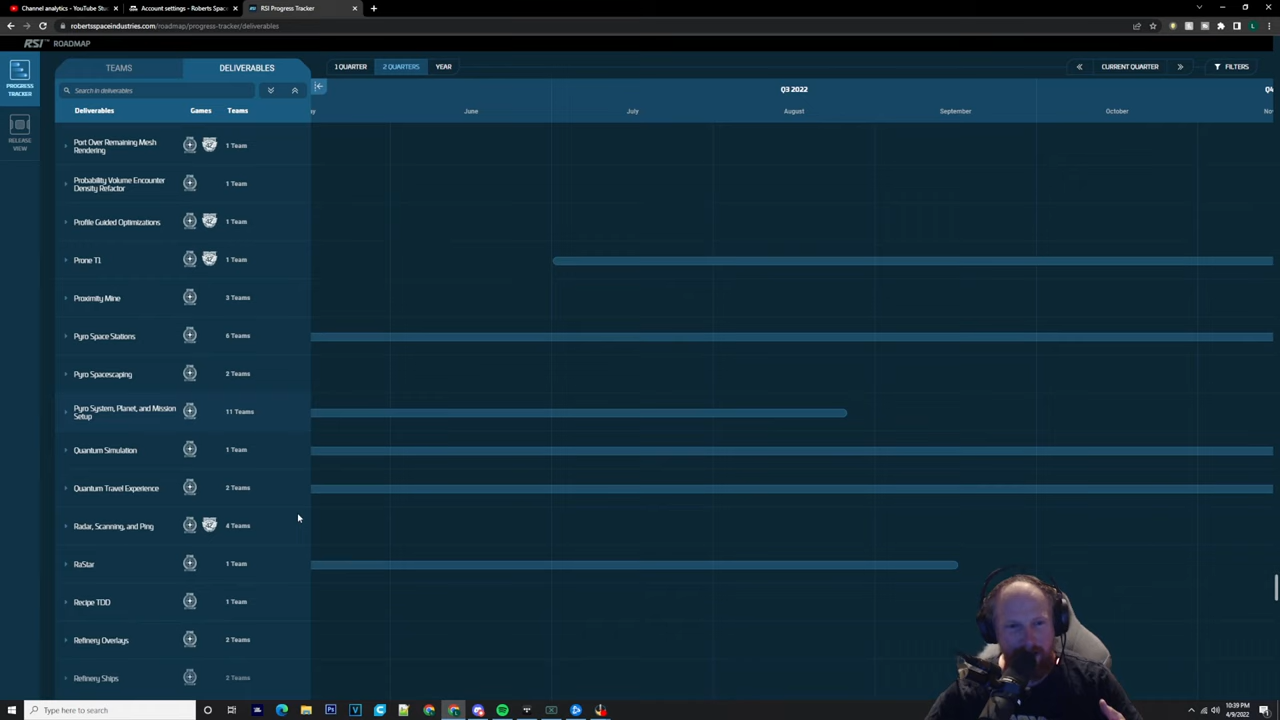 Channel analytics - YouTube Stu
Account settings - Roberts Spac
RSI Progress Tracker
robertsspaceindustries.com/roadmap/progress-tracker/deliverables
RSI ROADMAP
PROGRESS
TRACKER
RELEASE
VIEW
TEAMS
DELIVERABLES
Search in deliverables
Deliverables Games Teams
1 QUARTER 2 QUARTERS YEAR
CURRENT QUARTER
FILTERS
Q3 2022
Q4
June July August September October
Port Over Remaining Mesh
Rendering
1 Team
Probability Volume Encounter
Density Refactor
1 Team
Profile Guided Optimizations
1 Team
Prone T1
1 Team
Proximity Mine
3 Teams
Pyro Space Stations
6 Teams
Pyro Spacescaping
2 Teams
Pyro System, Planet, and Mission
Setup
11 Teams
Quantum Simulation
1 Team
Quantum Travel Experience
2 Teams
Radar, Scanning, and Ping
4 Teams
RaStar
1 Team
Recipe TDD
1 Team
Refinery Overlays
2 Teams
Refinery Ships
2 Teams
Type here to search
10:39 PM
4/9/2022